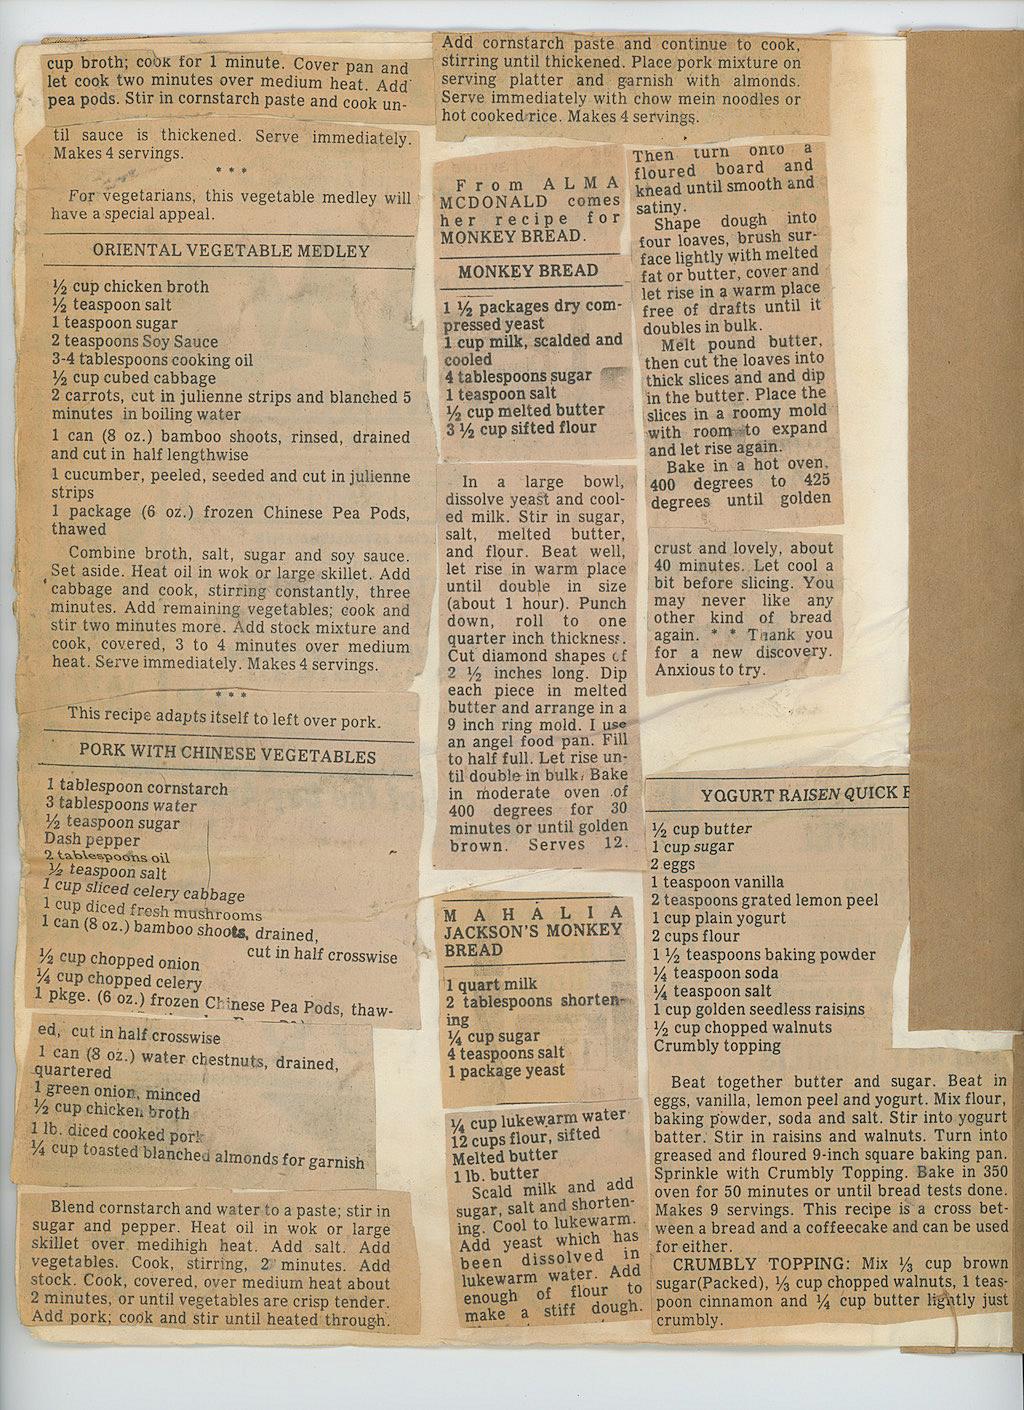 cup broth; cook for 1 minute. Cover pan and
let cook two minutes over medium heat. Add
pea pods. Stir in cornstarch paste and cook un-
til sauce is thickened. Serve immediately.
Makes 4 servings.
* * *
For vegetarians, this vegetable medley will
have a special appeal.
ORIENTAL VEGETABLE MEDLEY
½ cup chicken broth
½ teaspoon salt
1 teaspoon sugar
2 teaspoons Soy Sauce
3-4 tablespoons cooking oil
½ cup cubed cabbage
2 carrots, cut in julienne strips and blanched 5
minutes in boiling water
1 can (8 oz.) bamboo shoots, rinsed, drained
and cut in half lengthwise
1 cucumber, peeled, seeded and cut in julienne
strips
1 package (6 oz.) frozen Chinese Pea Pods,
thawed
Combine broth, salt, sugar and soy sauce.
Set aside. Heat oil in wok or large skillet. Add
cabbage and cook, stirring constantly, three
minutes. Add remaining vegetables; cook and
stir two minutes more. Add stock mixture and
cook, covered, 3 to 4 minutes over medium
heat. Serve immediately. Makes 4 servings.
* * *
This recipe adapts itself to left over pork.
PORK WITH CHINESE VEGETABLES
1 tablespoon cornstarch
3 tablespoons water
½ teaspoon sugar
Dash pepper
2 tablespoons oil
½ teaspoon salt
1 cup sliced celery cabbage
1 cup diced fresh mushrooms
1 can (8 oz.) bamboo shoots, drained,
cut in half crosswise
½ cup chopped onion
¼ cup chopped celery
1 pkge. (6 oz.) frozen Chinese Pea Pods, thaw-
ed, cut in half crosswise
1 can (8 oz.) water chestnuts, drained,
quartered
1 green onion, minced
½ cup chicken broth
1 lb. diced cooked pork
¼ cup toasted blanched almonds for garnish
Blend cornstarch and water to a paste; stir in
sugar and pepper. Heat oil in wok or large
skillet over medihigh heat. Add salt. Add
vegetables. Cook, stirring, 2 minutes. Add
stock. Cook, covered, over medium heat about
2 minutes, or until vegetables are crisp tender.
Add pork; cook and stir until heated through.
Add cornstarch paste and continue to cook,
stirring until thickened. Place pork mixture on
serving platter and garnish with almonds.
Serve immediately with chow mein noodles or
hot cooked rice. Makes 4 servings.
From ALMA
MCDONALD comes
her recipe for
MONKEY BREAD.
MONKEY BREAD
1 ½ packages dry com-
pressed yeast
1 cup milk, scalded and
cooled
4 tablespoons sugar
1 teaspoon salt
½ cup melted butter
3 ½ cup sifted flour
In a large bowl,
dissolve yeast and cool-
ed milk. Stir in sugar,
salt, melted butter,
and flour. Beat well,
let rise in warm place
until double in size
(about 1 hour). Punch
down, roll to one
quarter inch thickness.
Cut diamond shapes of
2 ½ inches long. Dip
each piece in melted
butter and arrange in a
9 inch ring mold. I use
an angel food pan. Fill
to half full. Let rise un-
til double in bulk. Bake
in moderate oven of
400 degrees for 30
minutes or until golden
brown. Serves 12.
MAHALIA
JACKSON'S MONKEY
BREAD
1 quart milk
2 tablespoons shorten-
ing
¼ cup sugar
4 teaspoons salt
1 package yeast
¼ cup lukewarm water
12 cups flour, sifted
Melted butter
1 lb. butter
Scald milk and add
sugar, salt and shorten-
ing. Cool to lukewarm.
Add yeast which has
been dissolved in
lukewarm water. Add
enough of flour to
make a stiff dough.
Then turn onto a
floured board and
knead until smooth and
satiny.
Shape dough into
four loaves, brush sur-
face lightly with melted
fat or butter, cover and
let rise in a warm place
free of drafts until it
doubles in bulk.
Melt pound butter,
then cut the loaves into
thick slices and and dip
in the butter. Place the
slices in a roomy mold
with room to expand
and let rise again.
Bake in a hot oven,
400 degrees to 425
degrees until golden
crust and lovely, about
40 minutes. Let cool a
bit before slicing. You
may never like any
other kind of bread
again. * * Thank you
for a new discovery.
Anxious to try.
YOGURT RAISEN QUICK
½ cup butter
1 cup sugar
2 eggs
1 teaspoon vanilla
2 teaspoons grated lemon peel
1 cup plain yogurt
2 cups flour
1 ½ teaspoons baking powder
¼ teaspoon soda
¼ teaspoon salt
1 cup golden seedless raisins
½ cup chopped walnuts
Crumbly topping
Beat together butter and sugar. Beat in
eggs, vanilla, lemon peel and yogurt. Mix flour,
baking powder, soda and salt. Stir into yogurt
batter. Stir in raisins and walnuts. Turn into
greased and floured 9-inch square baking pan.
Sprinkle with Crumbly Topping. Bake in 350
oven for 50 minutes or until bread tests done.
Makes 9 servings. This recipe is a cross bet-
ween a bread and a coffeecake and can be used
for either.
CRUMBLY TOPPING: Mix ⅓ cup brown
sugar(Packed), ⅓ cup chopped walnuts, 1 teas-
poon cinnamon and ¼ cup butter lightly just
crumbly.